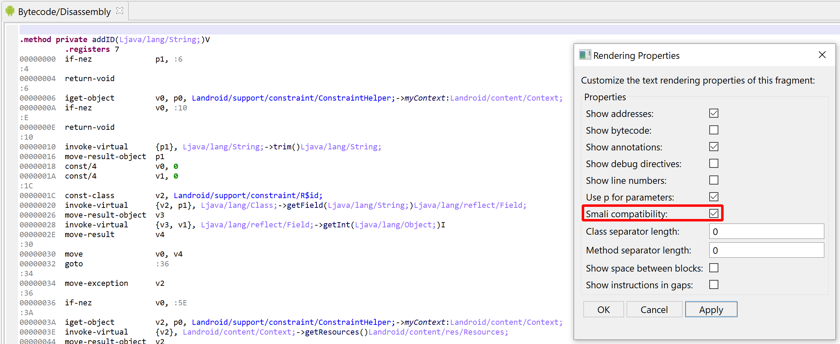 Bytecode/Disassembly
.method private addID(Ljava/lang/String;)V
.registers 7
00000000 if-nez p1, :6
:4
00000004 return-void
:6
00000006 iget-object v0, p0, Landroid/support/constraint/ConstraintHelper;->myContext:Landroid/content/Context;
0000000A if-nez v0, :10
:E
0000000E return-void
:10
00000010 invoke-virtual {p1}, Ljava/lang/String;->trim()Ljava/lang/String;
00000016 move-result-object p1
00000018 const/4 v0, 0
0000001A const/4 v1, 0
:1C
0000001C const-class v2, Landroid/support/constraint/R$id;
00000020 invoke-virtual {v2, p1}, Ljava/lang/Class;->getField(Ljava/lang/String;)Ljava/lang/reflect/Field;
00000026 move-result-object v3
00000028 invoke-virtual {v3, v1}, Ljava/lang/reflect/Field;->getInt(Ljava/lang/Object;)I
0000002E move-result v4
:30
00000030 move v0, v4
00000032 goto :36
:34
00000034 move-exception v2
:36
00000036 if-nez v0, :5E
:3A
0000003A iget-object v2, p0, Landroid/support/constraint/ConstraintHelper;->myContext:Landroid/content/Context;
0000003E invoke-virtual {v2}, Landroid/content/Context;->getResources()Landroid/content/res/Resources;
00000044 move-result-object v2
Rendering Properties
Customize the text rendering properties of this fragment:
Properties
Show addresses:
Show bytecode:
Show annotations:
Show debug directives:
Show line numbers:
Use p for parameters:
Smali compatibility:
Class separator length: 0
Method separator length: 0
Show space between blocks:
Show instructions in gaps:
OK Cancel Apply